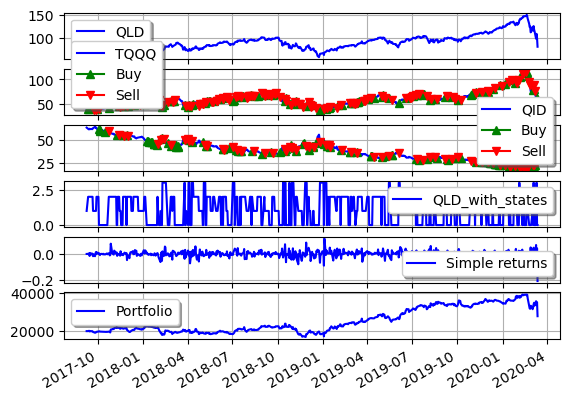 150
100
QLD
TQQQ
Buy
Sell
100
50
QID
Buy
Sell
50
25
2.5
0.0
QLD_with_states
0.0
−0.2
Simple returns
40000
20000
Portfolio
2017-10
2018-01
2018-04
2018-07
2018-10
2019-01
2019-04
2019-07
2019-10
2020-01
2020-04